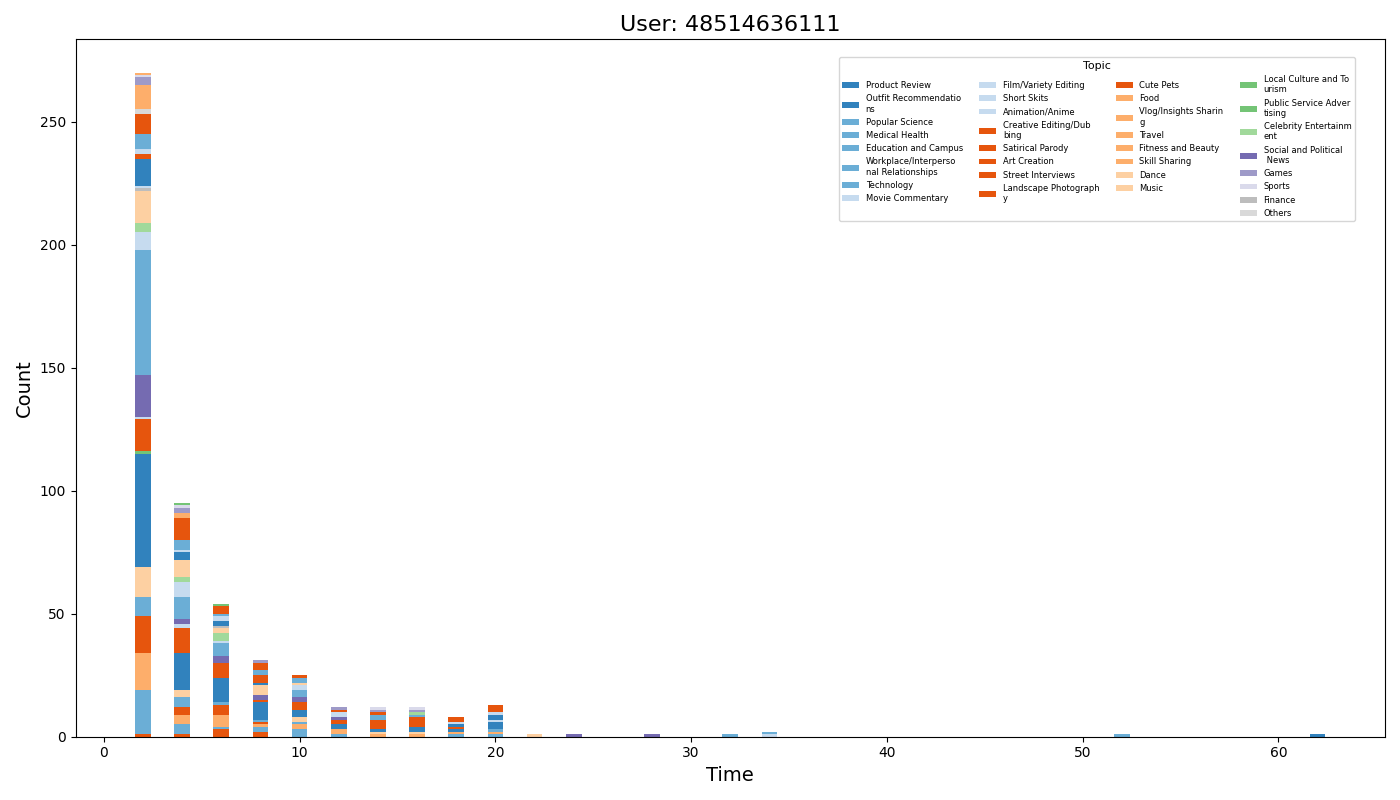 User: 48514636111
Topic
Product Review
Outfit Recommendatio
ns
Popular Science
Medical Health
Education and Campus
Workplace/Interperso
nal Relationships
Technology
Movie Commentary
Film/Variety Editing
Short Skits
Animation/Anime
Creative Editing/Dub
bing
Satirical Parody
Art Creation
Street Interviews
Landscape Photograph
y
Cute Pets
Food
Vlog/Insights Sharin
g
Travel
Fitness and Beauty
Skill Sharing
Dance
Music
Local Culture and To
urism
Public Service Adver
tising
Celebrity Entertainm
ent
Social and Political
News
Games
Sports
Finance
Others
Count
250
200
150
100
50
0
0 10 20 30 40 50 60
Time